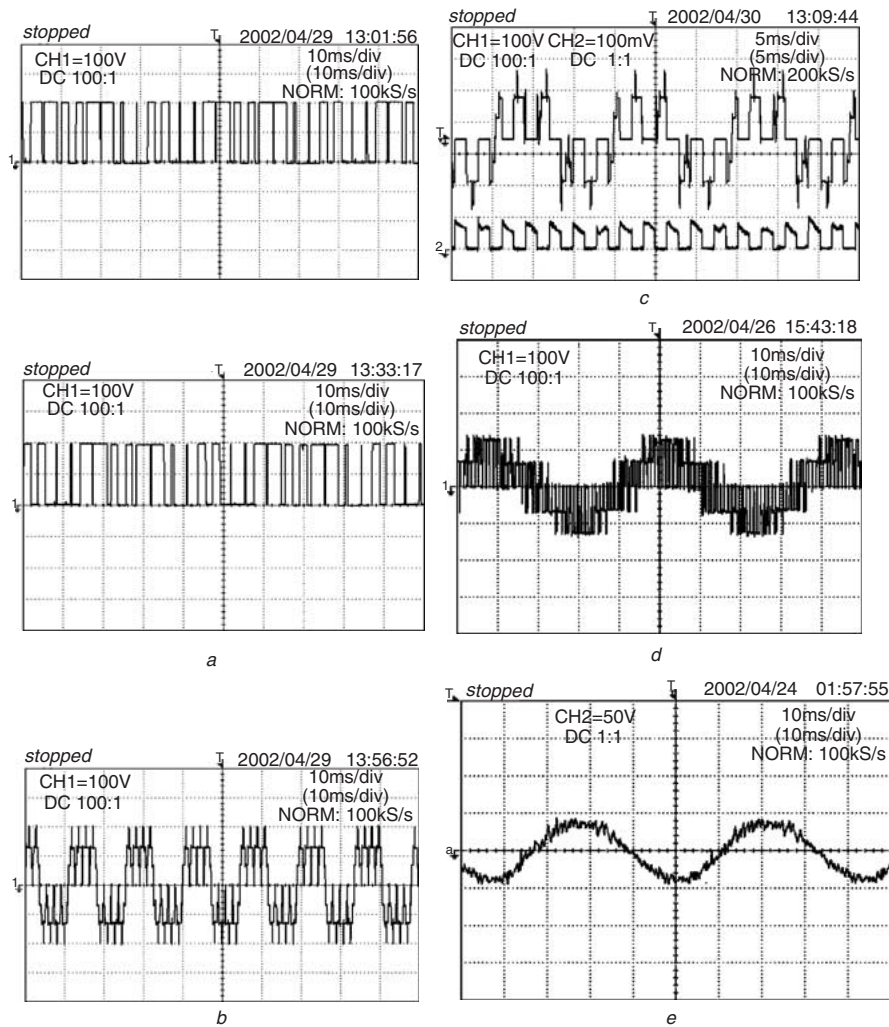 stopped
T
2002/04/29 13:01:56
CH1=100V
DC 100:1
10ms/div
(10ms/div)
NORM: 100kS/s
1
stopped
T
2002/04/29 13:33:17
CH1=100V
DC 100:1
10ms/div
(10ms/div)
NORM: 100kS/s
1
a
stopped
T
2002/04/29 13:56:52
CH1=100V
DC 100:1
10ms/div
(10ms/div)
NORM: 100kS/s
1
b
stopped
T
2002/04/30 13:09:44
CH1=100V CH2=100mV
DC 100:1 DC 1:1
5ms/div
(5ms/div)
NORM: 200kS/s
T
2
c
stopped
T
2002/04/26 15:43:18
CH1=100V
DC 100:1
10ms/div
(10ms/div)
NORM: 100kS/s
1
d
T
stopped
T
2002/04/24 01:57:55
CH2=50V
DC 1:1
10ms/div
(10ms/div)
NORM: 100kS/s
a
e